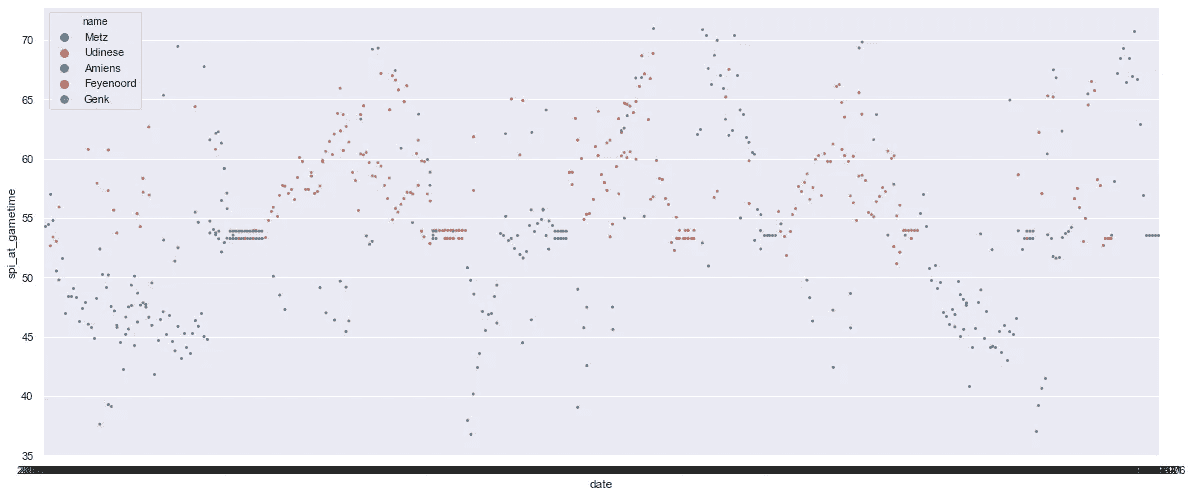 name
Metz
Udinese
Amiens
Feyenoord
Genk
70
65
60
55
50
45
40
35
spi_at_gametime
date